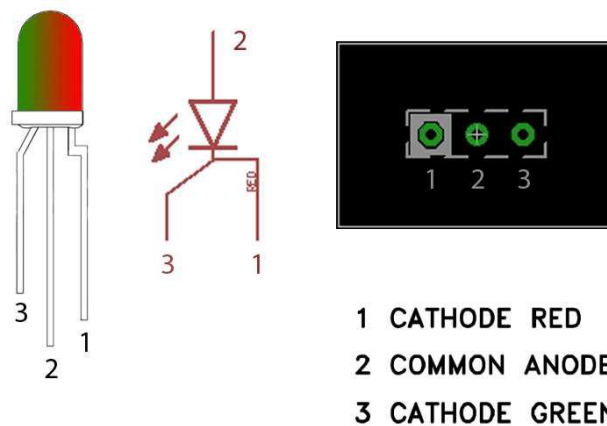 2
RED
3
1
3
1
2
1 2 3
1 CATHODE RED
2 COMMON ANODE
3 CATHODE GREEN